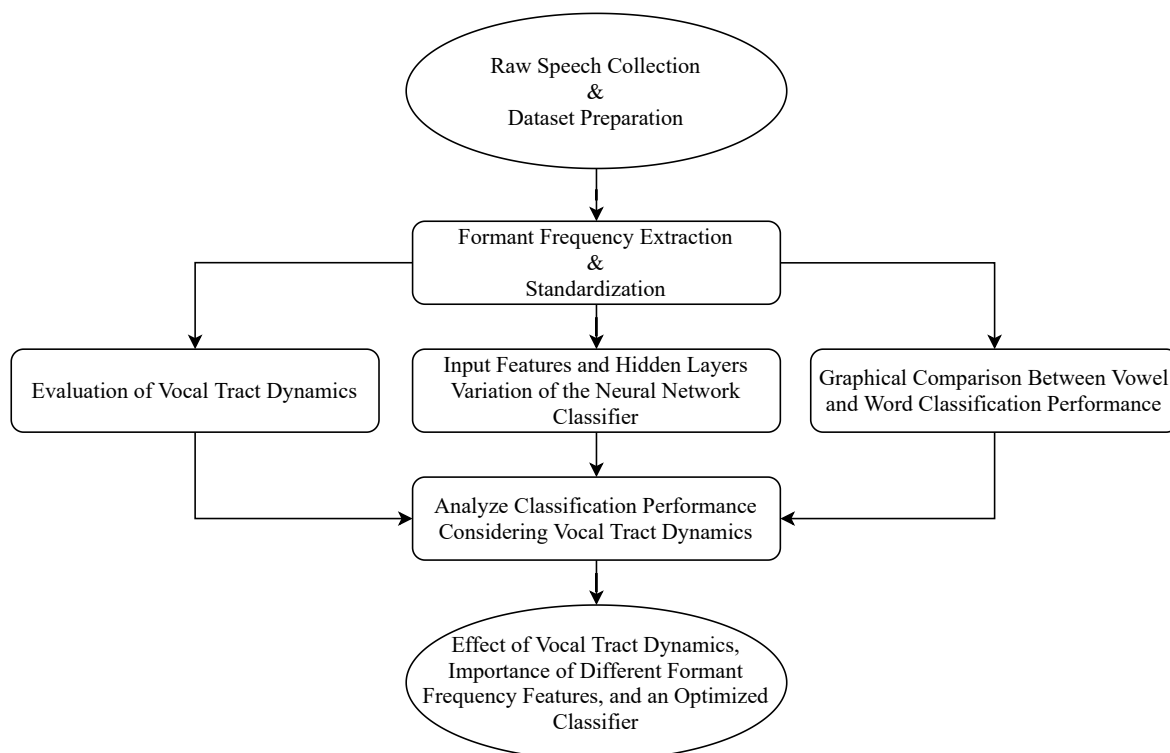 Raw Speech Collection
&
Dataset Preparation
Formant Frequency Extraction
&
Standardization
Evaluation of Vocal Tract Dynamics
Input Features and Hidden Layers
Variation of the Neural Network
Classifier
Graphical Comparison Between Vowel
and Word Classification Performance
Analyze Classification Performance
Considering Vocal Tract Dynamics
Effect of Vocal Tract Dynamics,
Importance of Different Formant
Frequency Features, and an Optimized
Classifier